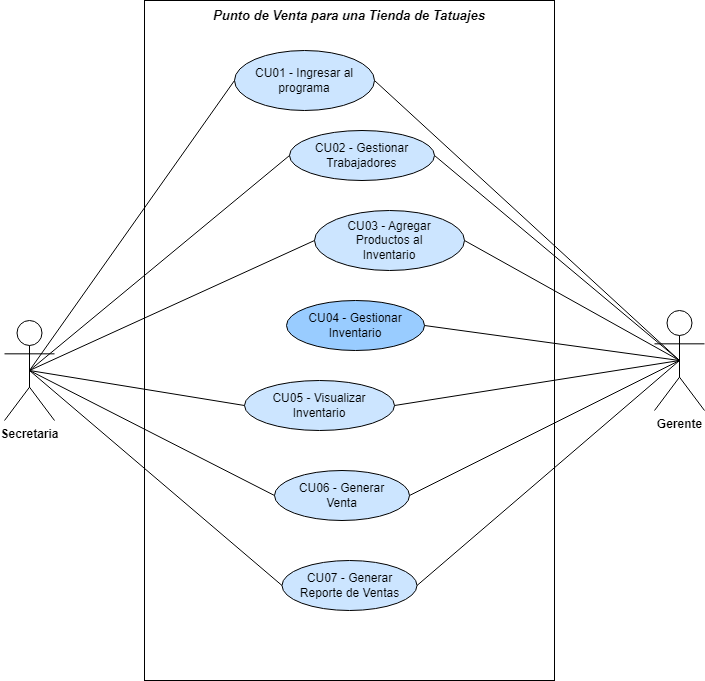 Punto de Venta para una Tienda de Tatuajes
CU01 - Ingresar al
programa
CU02 - Gestionar
Trabajadores
CU03 - Agregar
Productos al
Inventario
CU04 - Gestionar
Inventario
CU05 - Visualizar
Inventario
CU06 - Generar
Venta
CU07 - Generar
Reporte de Ventas
Secretaria
Gerente